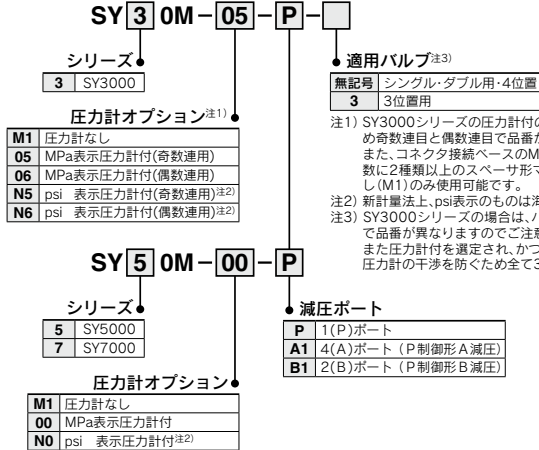 SY 3 0M－05－P－
シリーズ
3 SY3000
圧力計オプション注1)
M1 圧力計なし
05 MPa表示圧力計付(奇数連用)
06 MPa表示圧力計付(偶数連用)
N5 psi 表示圧力計付(奇数連用)注2)
N6 psi 表示圧力計付(偶数連用)注2)
適用バルブ注3)
無記号 シングル・ダブル用・4位置
3 3位置用
注1) SY3000シリーズの圧力計付の
め奇数連目と偶数連目で品番が
また、コネクタ接続ベースのM
数に2種類以上のスペーサ形マ
し(M1)のみ使用可能です。
注2) 新計量法上、psi表示のものは海
注3) SY3000シリーズの場合は、バ
で品番が異なりますのでご注意
また圧力計付を選定され、かつ
圧力計の干渉を防ぐため全て3
SY 5 0M－00－P
シリーズ
5 SY5000
7 SY7000
圧力計オプション
M1 圧力計なし
00 MPa表示圧力計付
N0 psi 表示圧力計付注2)
減圧ポート
P 1(P)ポート
A1 4(A)ポート（P制御形A減圧）
B1 2(B)ポート（P制御形B減圧）